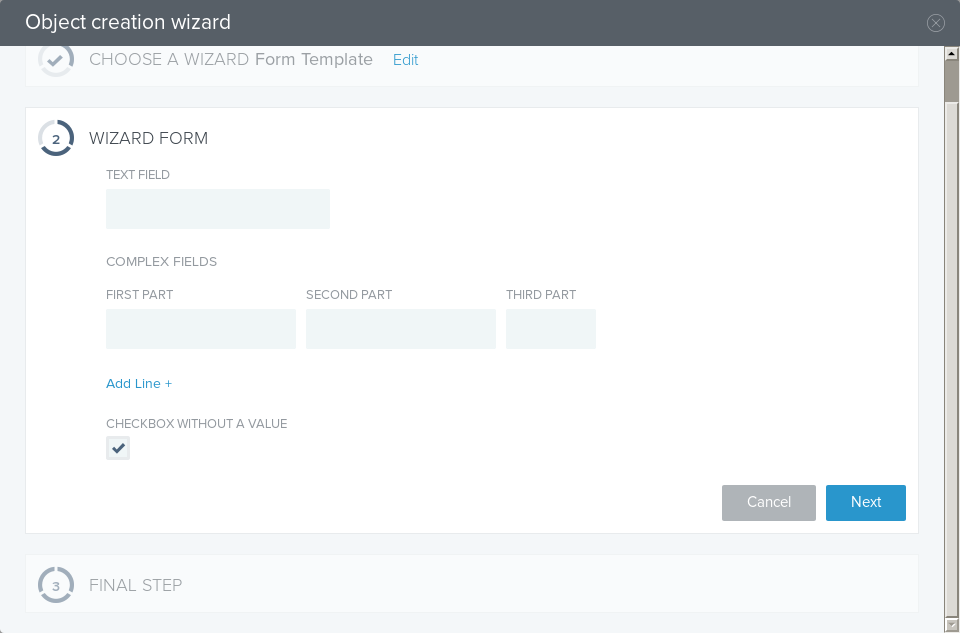 Object creation wizard
CHOOSE A WIZARD Form Template Edit
2 WIZARD FORM
TEXT FIELD
COMPLEX FIELDS
FIRST PART SECOND PART THIRD PART
Add Line +
CHECKBOX WITHOUT A VALUE
Cancel Next
3 FINAL STEP